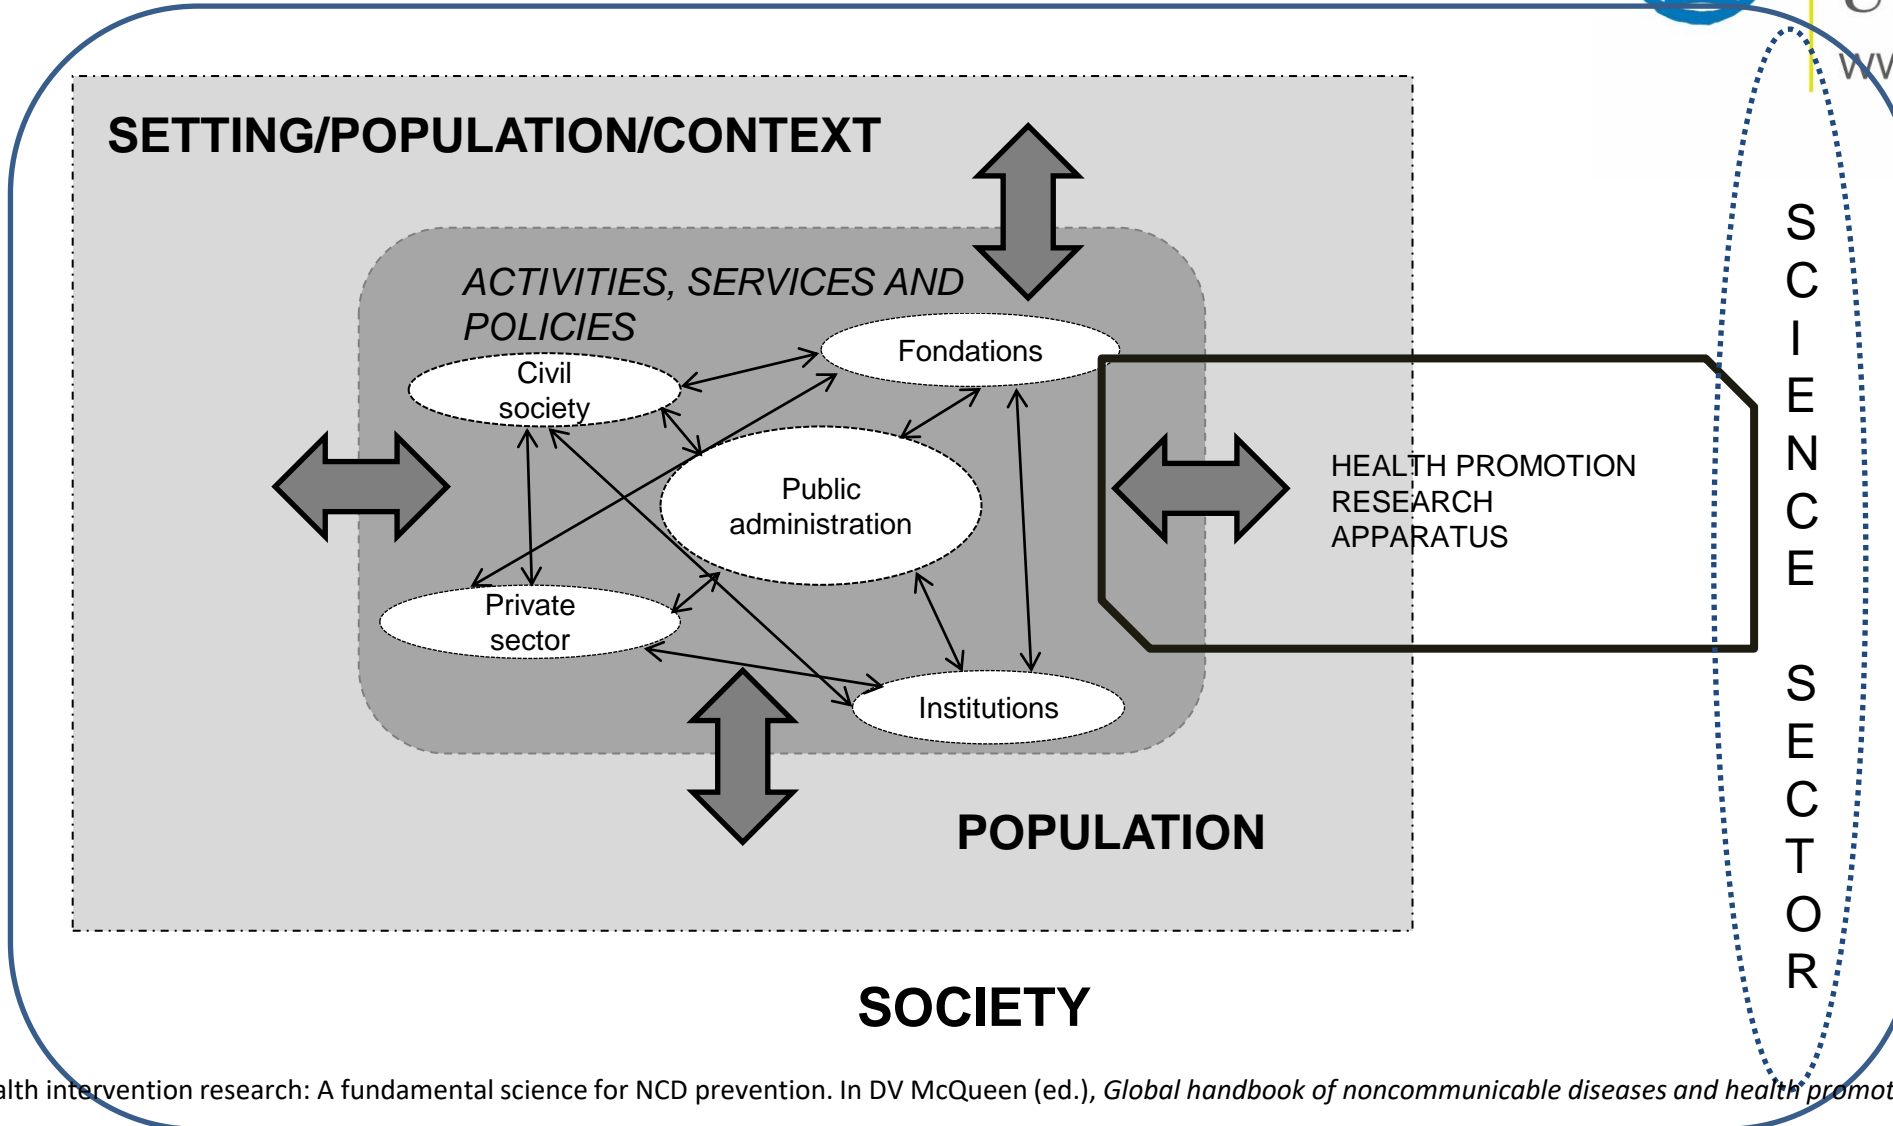 SETTING/POPULATION/CONTEXT
ACTIVITIES, SERVICES AND
POLICIES
Fondations
Civil
society
Public
administration
Private
sector
Institutions
HEALTH PROMOTION
RESEARCH
APPARATUS
POPULATION
SOCIETY
S
C
I
E
N
C
E
S
E
C
T
O
R
intervention research: A fundamental science for NCD prevention. In DV McQueen (ed.), Global handbook of noncommunicable diseases and health